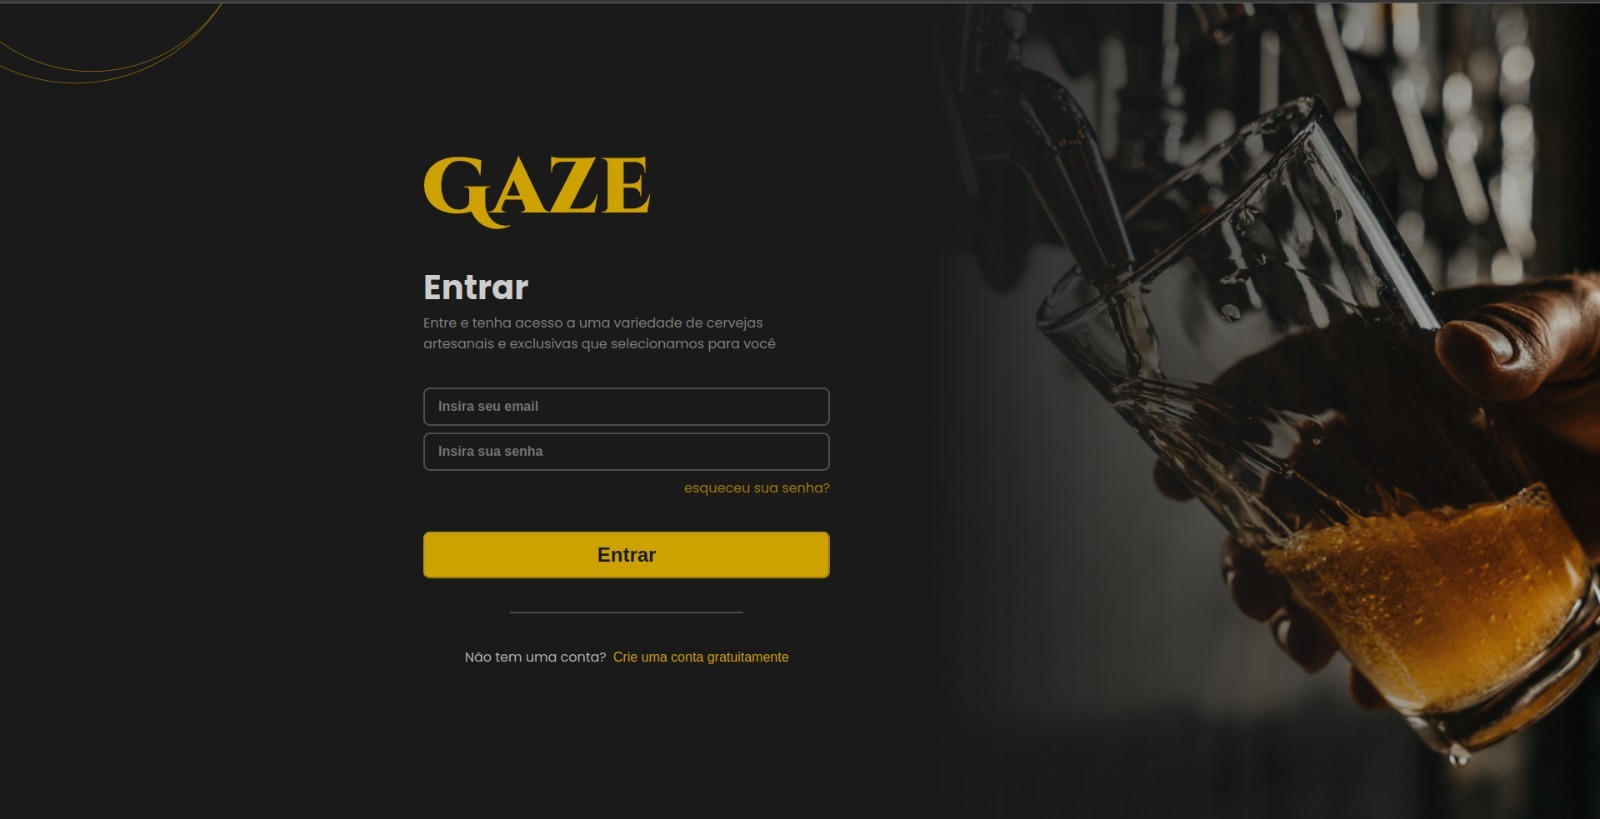 GAZE
Entrar
Entre e tenha acesso a uma variedade de cervejas
artesanais e exclusivas que selecionamos para você
Insira seu email
Insira sua senha
esqueceu sua senha?
Entrar
Não tem uma conta? Crie uma conta gratuitamente